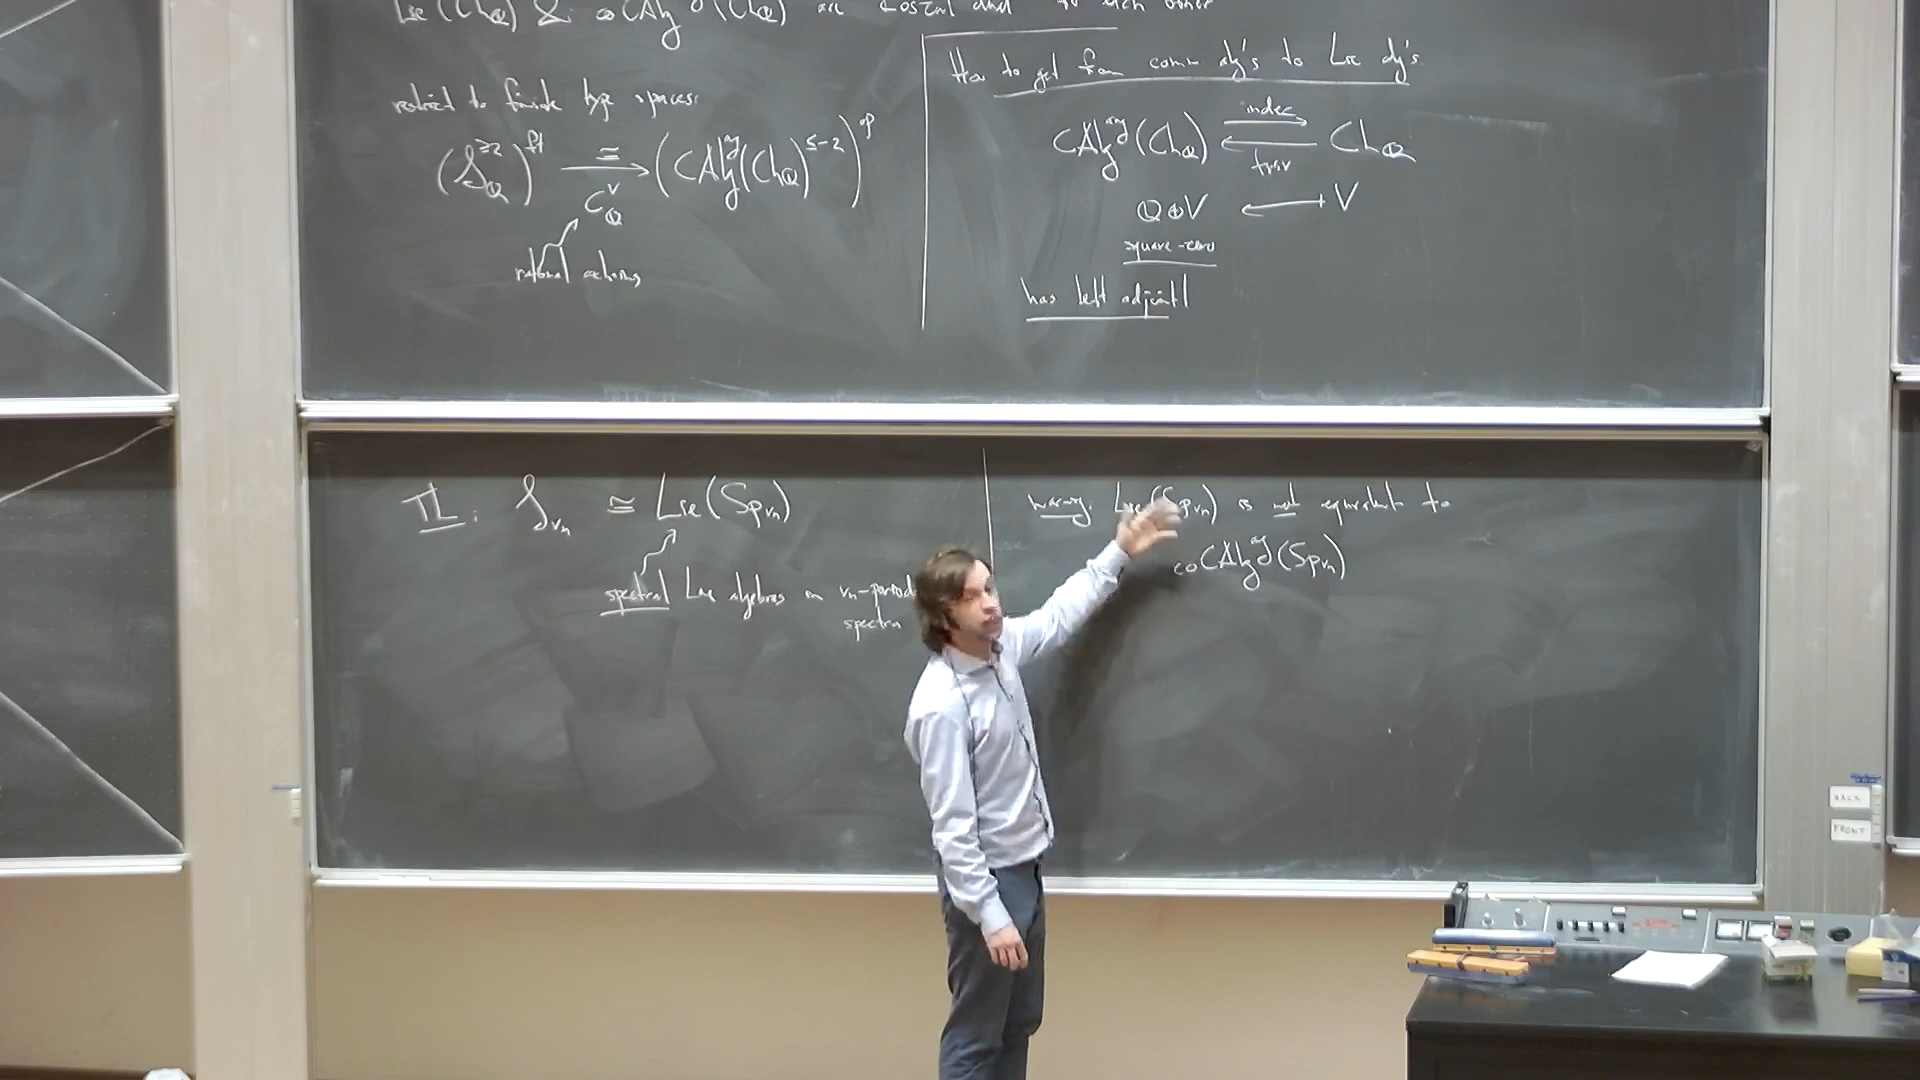 Lie(Ch_Q) & coCAlg^aug(Ch_Q) are Koszul dual to each other
restrict to finite type spaces:
(S_Q^{≥2})^{ft} ≅→ (CAlg^{aug}(Ch_Q)^{≤-2})^{op}
C_Q^∨
rational cochains
How to get from comm alg's to Lie alg's
CAlg^{aug}(Ch_Q) ⇄ Ch_Q
indec
triv
Q⊕V ⟵ V
square-zero
has left adjoint!
II: S_{v_n} ≅ Lie(Sp_{v_n})
spectral Lie algebras in v_n-period
spectra
warning: Lie(Sp_{v_n}) is not equivalent to
coCAlg^{aug}(Sp_{v_n})
BACK
FRONT